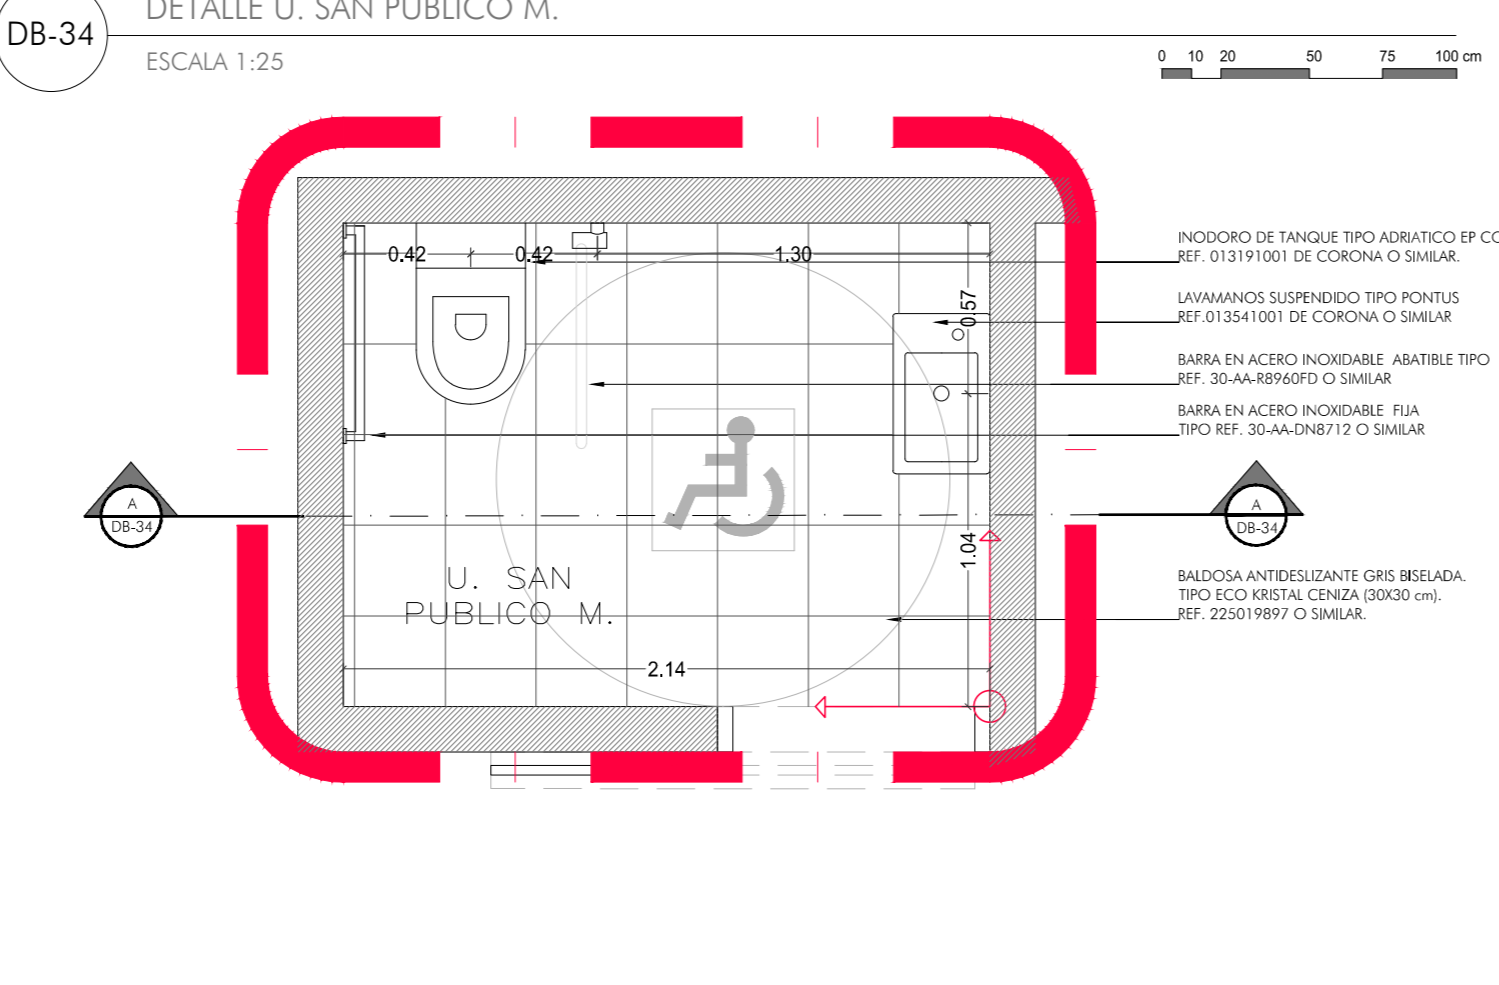 DETALLE U. SAN PUBLICO M.
DB-34
ESCALA 1:25
0 10 20 50 75 100 cm
0.42 0.42 1.30
0.57
INODORO DE TANQUE TIPO ADRIATICO EP
REF. 013191001 DE CORONA O SIMILAR.
LAVAMANOS SUSPENDIDO TIPO PONTUS
REF.013541001 DE CORONA O SIMILAR
BARRA EN ACERO INOXIDABLE ABATIBLE TIPO
REF. 30-AA-R8960FD O SIMILAR
BARRA EN ACERO INOXIDABLE FIJA
TIPO REF. 30-AA-DN8712 O SIMILAR
A
DB-34
A
DB-34
1.04
U. SAN
PUBLICO M.
BALDOSA ANTIDESLIZANTE GRIS BISELADA.
TIPO ECO KRISTAL CENIZA (30X30 cm).
REF. 225019897 O SIMILAR.
2.14